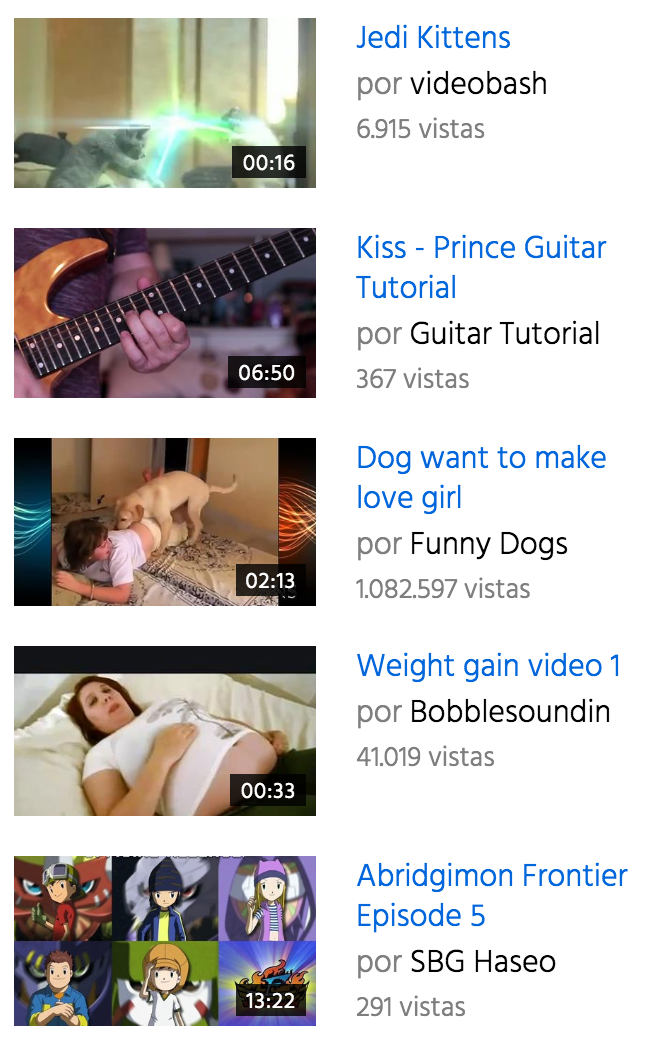 Jedi Kittens
por videobash
6.915 vistas
00:16
Kiss - Prince Guitar
Tutorial
por Guitar Tutorial
367 vistas
06:50
Dog want to make
love girl
por Funny Dogs
1.082.597 vistas
02:13
Weight gain video 1
por Bobblesoundin
41.019 vistas
00:33
Abridgimon Frontier
Episode 5
por SBG Haseo
291 vistas
13:22